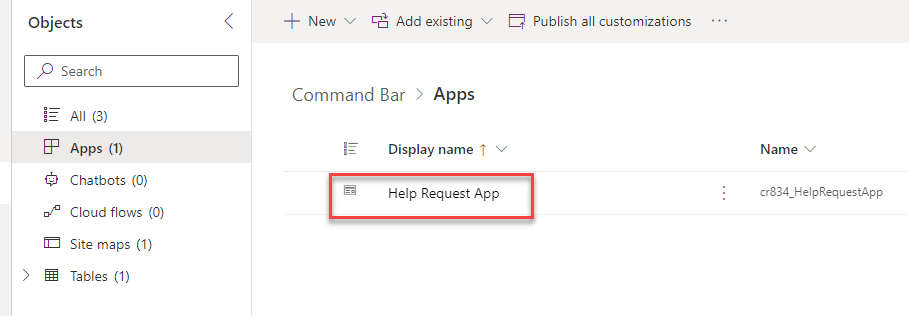 Objects
Search
All (3)
Apps (1)
Chatbots (0)
Cloud flows (0)
Site maps (1)
Tables (1)
New Add existing Publish all customizations ···
Command Bar > Apps
Display name ↑ Name
Help Request App cr834_HelpRequestApp